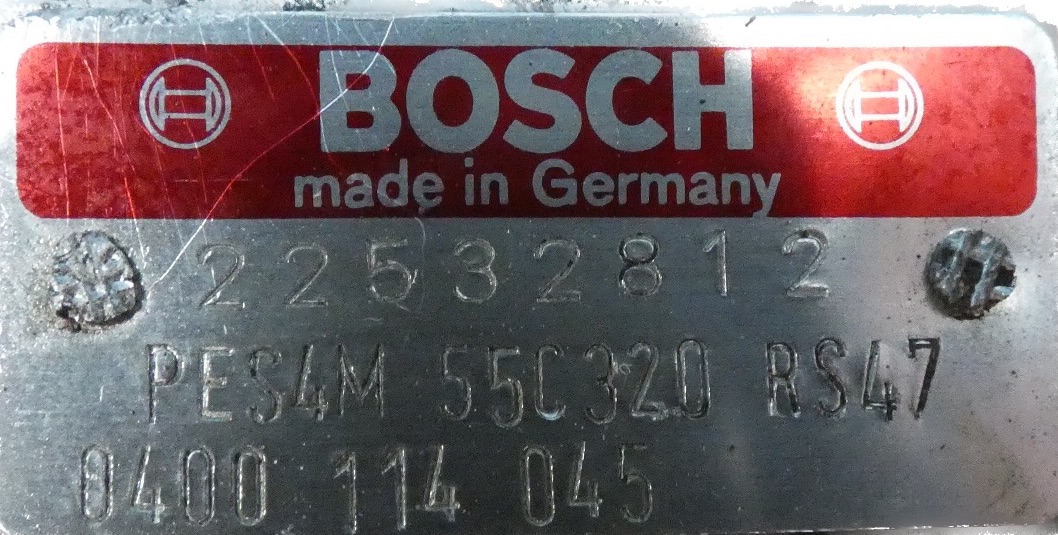 BOSCH
made in Germany
22532812
PES4M 55C320 RS47
0400 114 045